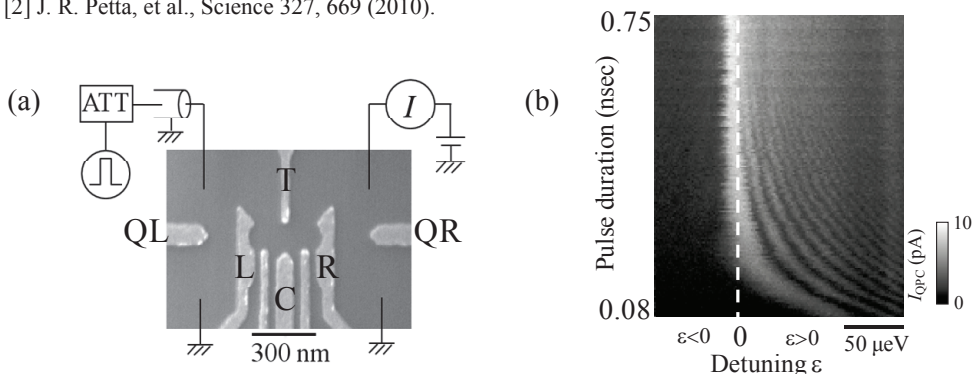 [2] J. R. Petta, et al., Science 327, 669 (2010).
(a)
ATT
I
T
QL
QR
L
R
C
300 nm
(b)
0.75
Pulse duration (nsec)
0.08
ε<0 0 ε>0 50 μeV
Detuning ε
10
I_QPC (pA)
0